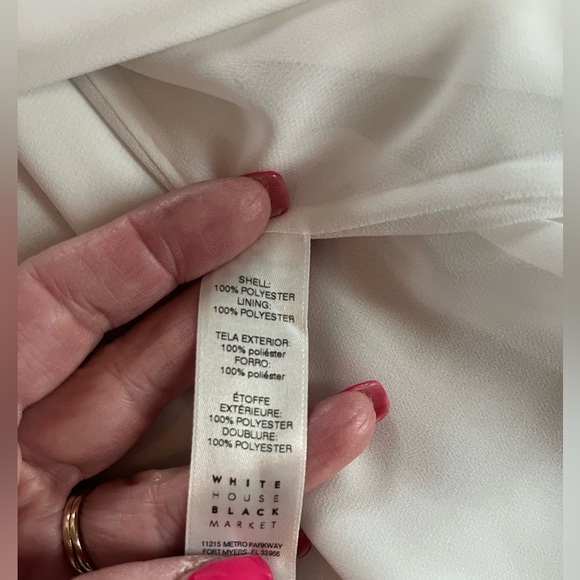 SHELL:
100% POLYESTER
LINING:
100% POLYESTER
TELA EXTERIOR:
100% poliéster
FORRO:
100% poliéster
ÉTOFFE
EXTÉRIEURE:
100% POLYESTER
DOUBLURE:
100% POLYESTER
WHITE
HOUSE
BLACK
MARKET
11215 METRO PARKWAY
FORT MYERS, FL 33966